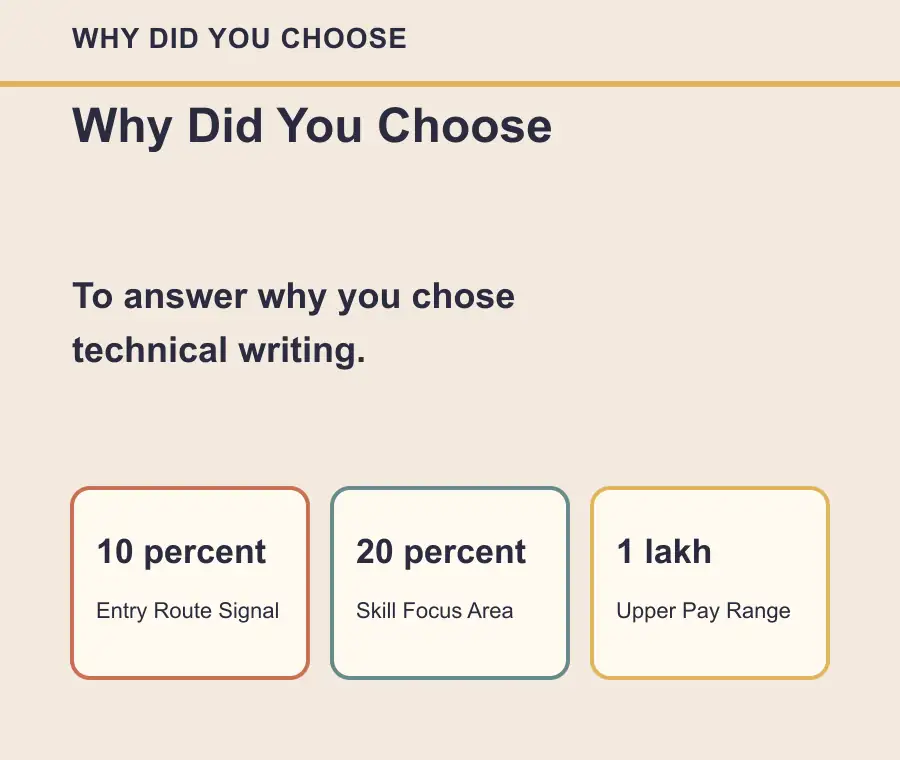 WHY DID YOU CHOOSE
Why Did You Choose
To answer why you chose
technical writing.
10 percent
Entry Route Signal
20 percent
Skill Focus Area
1 lakh
Upper Pay Range